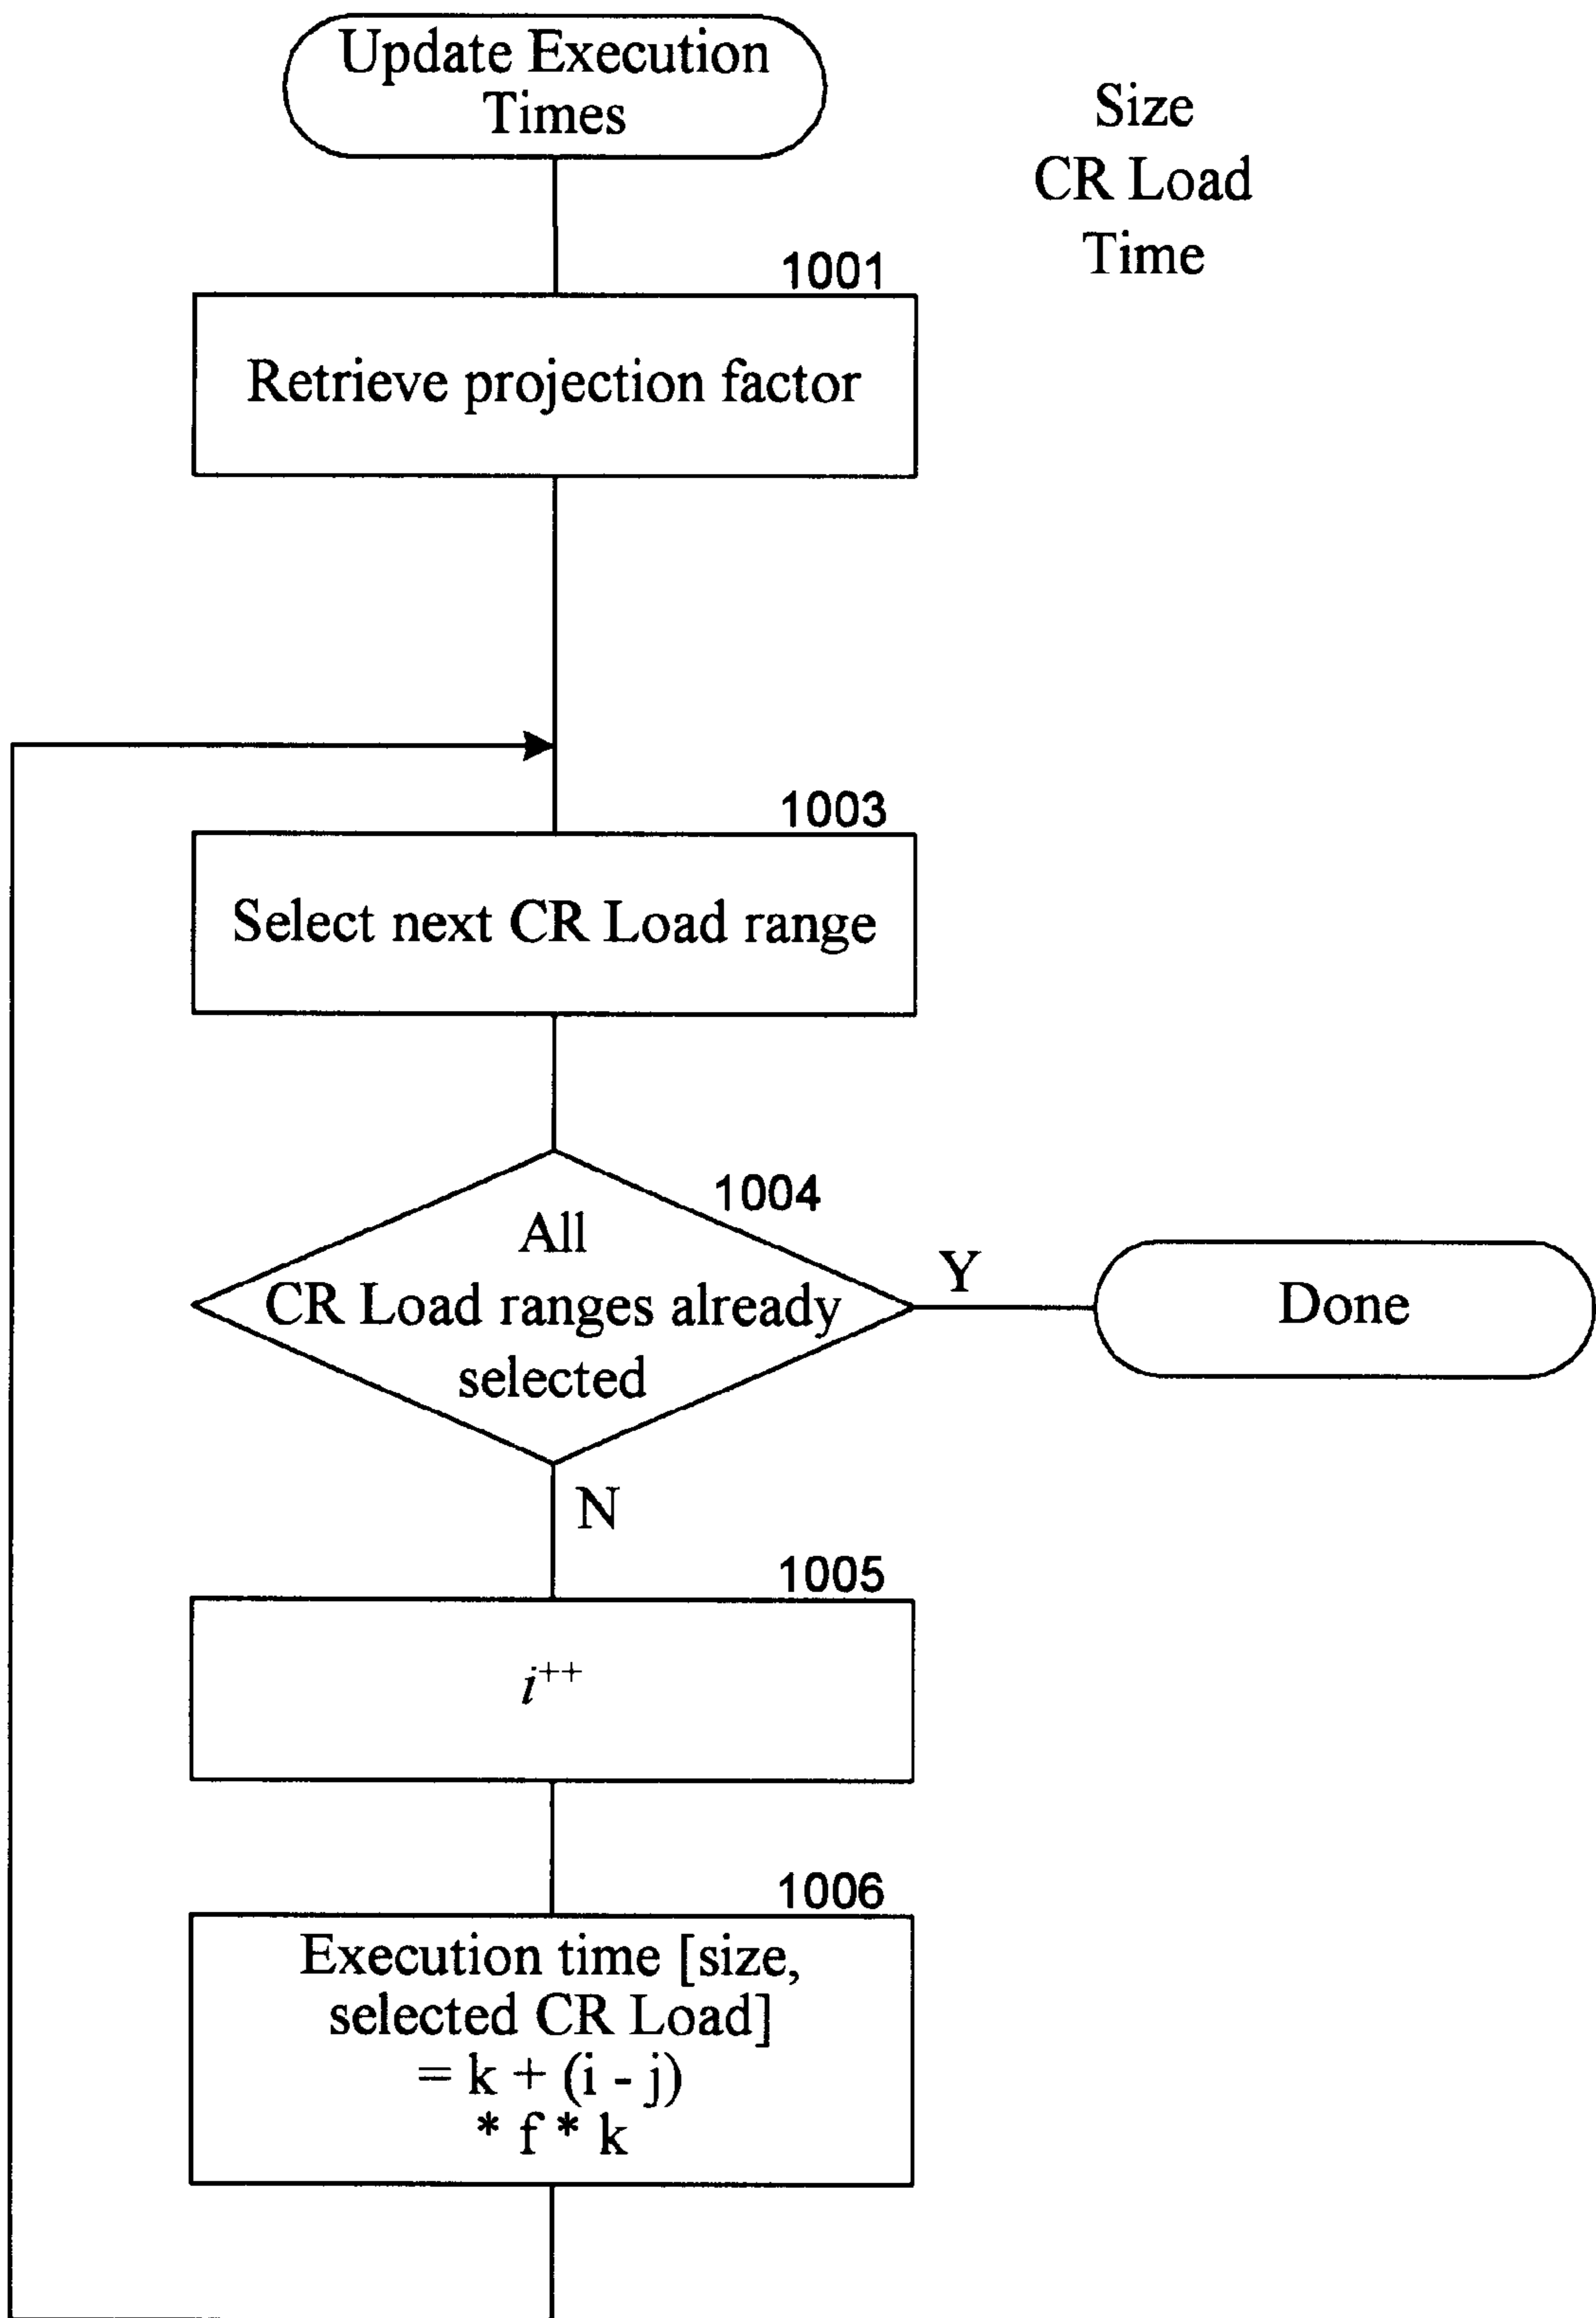 Update Execution
Times
Size
CR Load
Time
1001
Retrieve projection factor
1003
Select next CR Load range
1004
All
CR Load ranges already
selected
Y
Done
N
1005
i++
1006
Execution time [size,
selected CR Load]
= k + (i - j)
* f * k